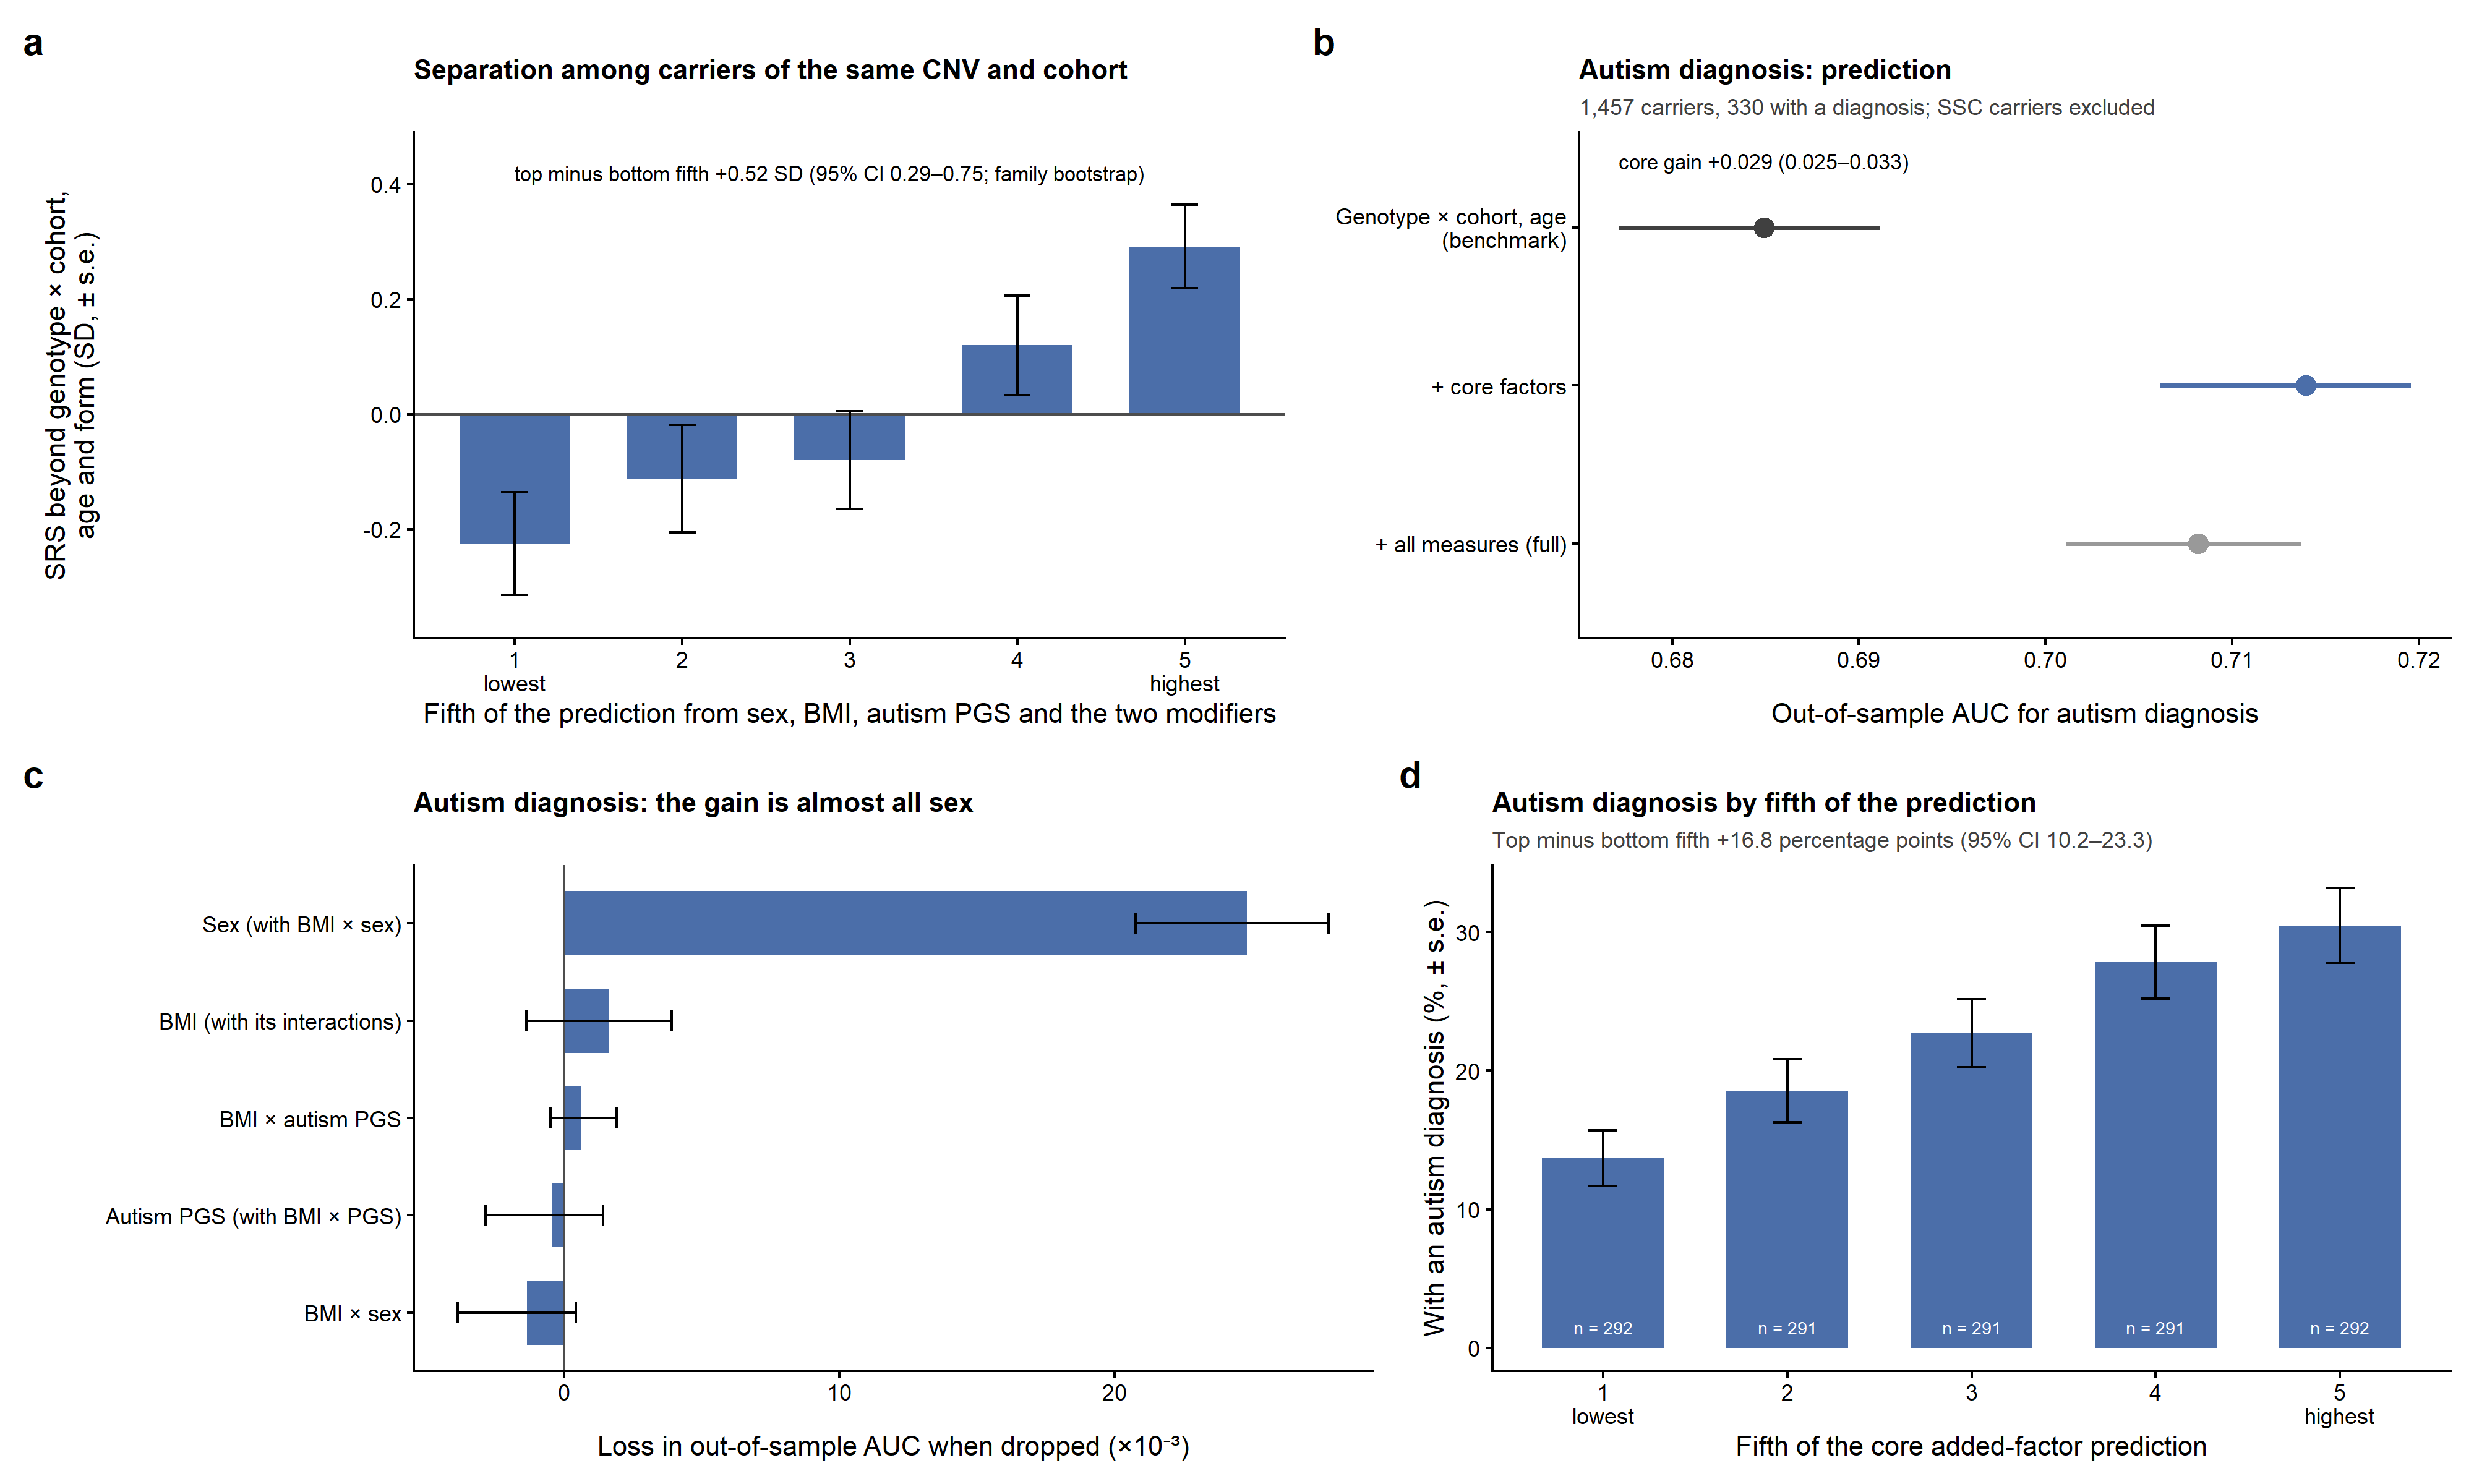 a
Separation among carriers of the same CNV and cohort
top minus bottom fifth +0.52 SD (95% CI 0.29–0.75; family bootstrap)
SRS beyond genotype × cohort,
age and form (SD, ± s.e.)
0.4
0.2
0.0
-0.2
1
lowest
2
3
4
5
highest
Fifth of the prediction from sex, BMI, autism PGS and the two modifiers
b
Autism diagnosis: prediction
1,457 carriers, 330 with a diagnosis; SSC carriers excluded
core gain +0.029 (0.025–0.033)
Genotype × cohort, age
(benchmark)
+ core factors
+ all measures (full)
0.68
0.69
0.70
0.71
0.72
Out-of-sample AUC for autism diagnosis
c
Autism diagnosis: the gain is almost all sex
Sex (with BMI × sex)
BMI (with its interactions)
BMI × autism PGS
Autism PGS (with BMI × PGS)
BMI × sex
0
10
20
Loss in out-of-sample AUC when dropped (×10⁻³)
d
Autism diagnosis by fifth of the prediction
Top minus bottom fifth +16.8 percentage points (95% CI 10.2–23.3)
With an autism diagnosis (%, ± s.e.)
30
20
10
0
n = 292
n = 291
n = 291
n = 291
n = 292
1
lowest
2
3
4
5
highest
Fifth of the core added-factor prediction